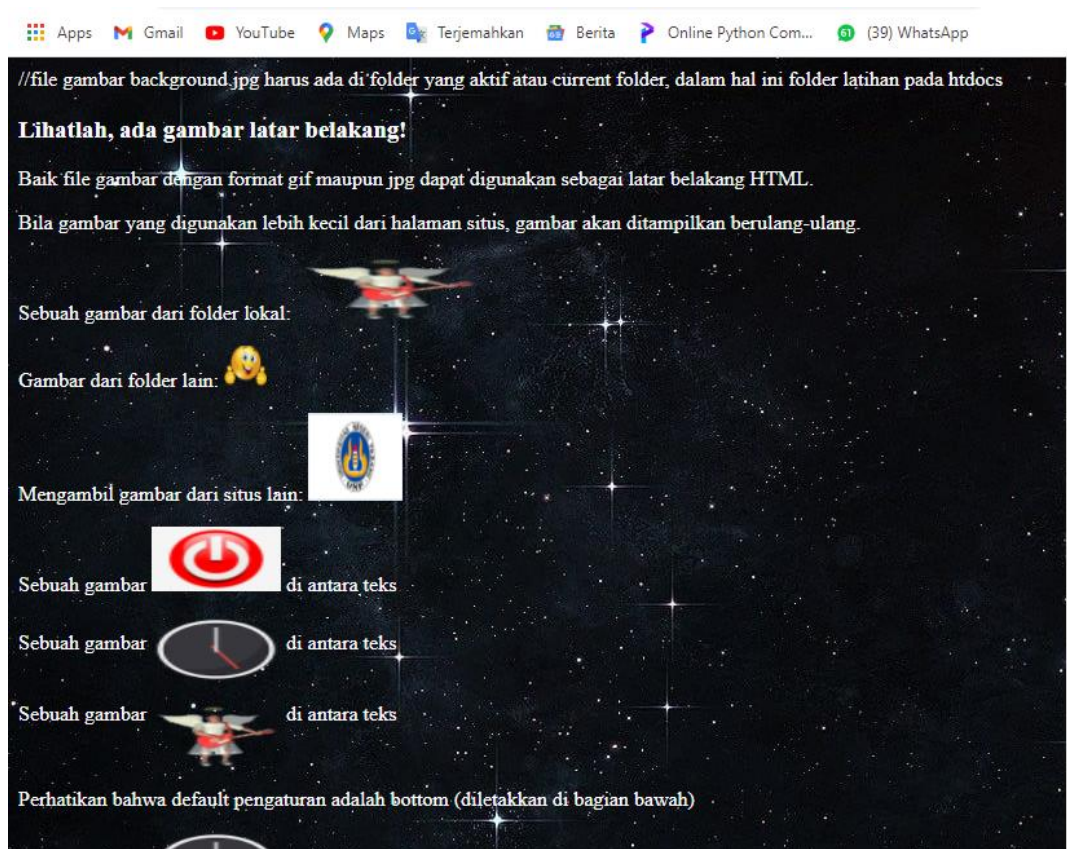 Apps Gmail YouTube Maps Terjemahkan Berita Online Python Com... 61 (39) WhatsApp
//file gambar background.jpg harus ada di folder yang aktif atau current folder, dalam hal ini folder latihan pada htdocs
Lihatlah, ada gambar latar belakang!
Baik file gambar dengan format gif maupun jpg dapat digunakan sebagai latar belakang HTML.
Bila gambar yang digunakan lebih kecil dari halaman situs, gambar akan ditampilkan berulang-ulang.
Sebuah gambar dari folder lokal:
Gambar dari folder lain:
Mengambil gambar dari situs lain:
Sebuah gambar di antara teks
Sebuah gambar di antara teks
Sebuah gambar di antara teks
Perhatikan bahwa default pengaturan adalah bottom (diletakkan di bagian bawah)